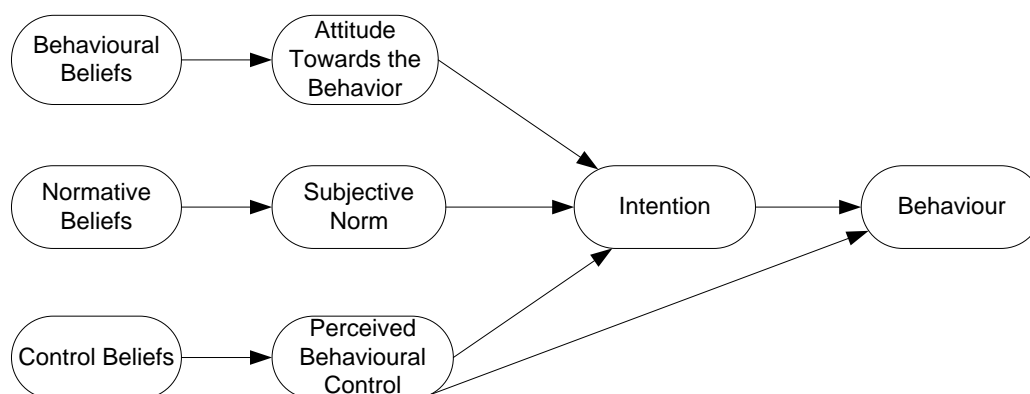 Behavioural
Beliefs
Attitude
Towards the
Behavior
Normative
Beliefs
Subjective
Norm
Intention
Behaviour
Control Beliefs
Perceived
Behavioural
Control